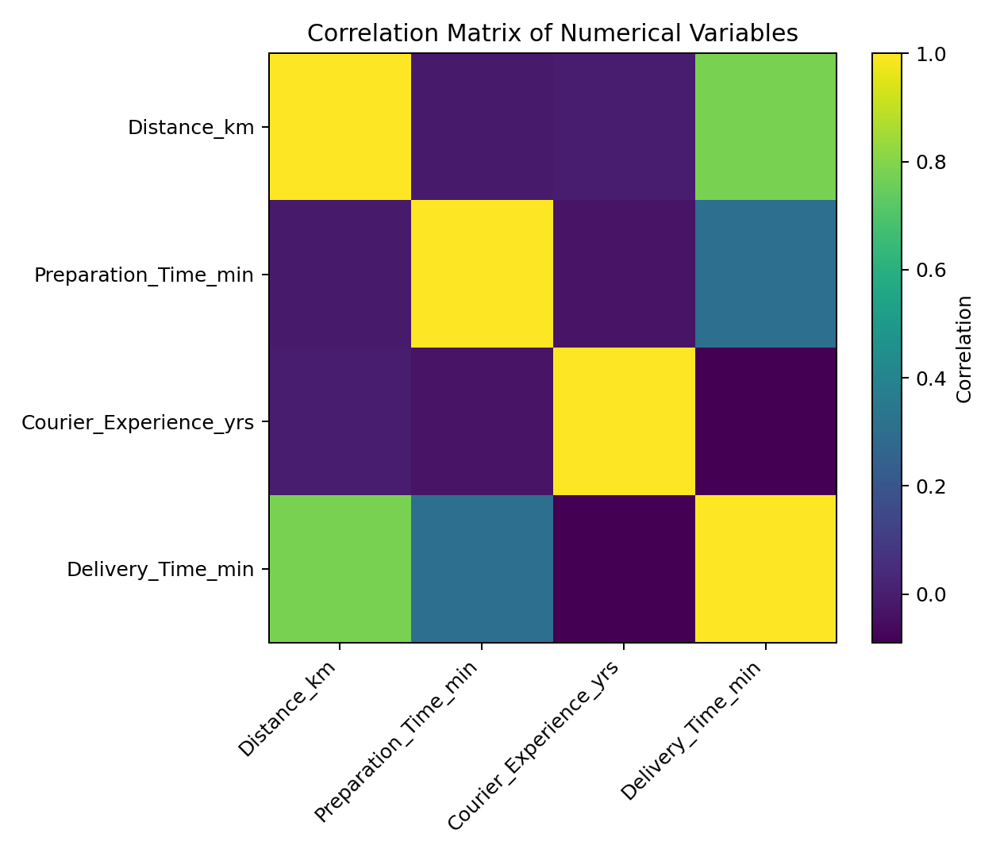 Correlation Matrix of Numerical Variables
Distance_km
Preparation_Time_min
Courier_Experience_yrs
Delivery_Time_min
Distance_km
Preparation_Time_min
Courier_Experience_yrs
Delivery_Time_min
1.0
0.8
0.6
0.4
0.2
0.0
Correlation